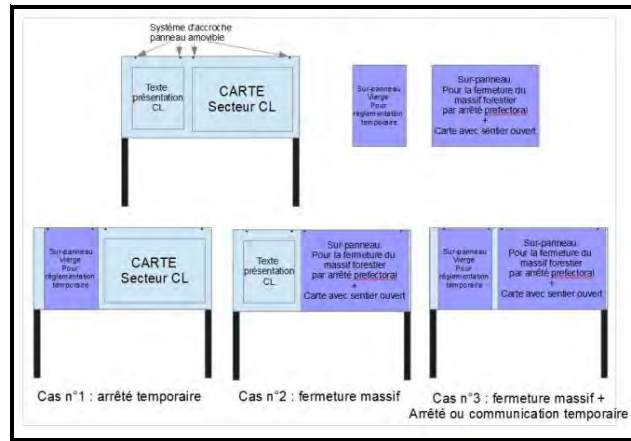 Système d'accroche
panneau amovible
Texte
présentation
CL
CARTE
Secteur CL
Sur-panneau
Vierge
Pour
réglementation
temporaire
Sur-panneau
Pour la fermeture du
massif forestier
par arrêté prefectoral
+
Carte avec sentier ouvert
Sur-panneau
Vierge
Pour
réglementation
temporaire
CARTE
Secteur CL
Texte
présentation
CL
Sur-panneau
Pour la fermeture du
massif forestier
par arrêté prefectoral
+
Carte avec sentier ouvert
Sur-panneau
Vierge
Pour
réglementation
temporaire
Sur-panneau
Pour la fermeture du
massif forestier
par arrêté prefectoral
+
Carte avec sentier ouvert
Cas n°1 : arrêté temporaire
Cas n°2 : fermeture massif
Cas n°3 : fermeture massif +
Arrêté ou communication temporaire